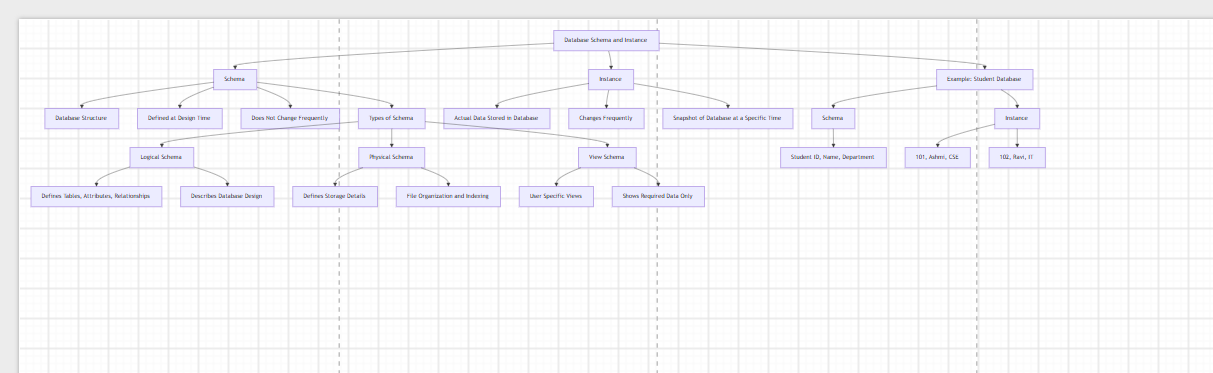 Database Schema and Instance
Schema
Instance
Example: Student Database
Database Structure
Defined at Design Time
Does Not Change Frequently
Types of Schema
Actual Data Stored in Database
Changes Frequently
Snapshot of Database at a Specific Time
Schema
Instance
Logical Schema
Physical Schema
View Schema
Student ID, Name, Department
101, Ashmi, CSE
102, Ravi, IT
Defines Tables, Attributes, Relationships
Describes Database Design
Defines Storage Details
File Organization and Indexing
User Specific Views
Shows Required Data Only